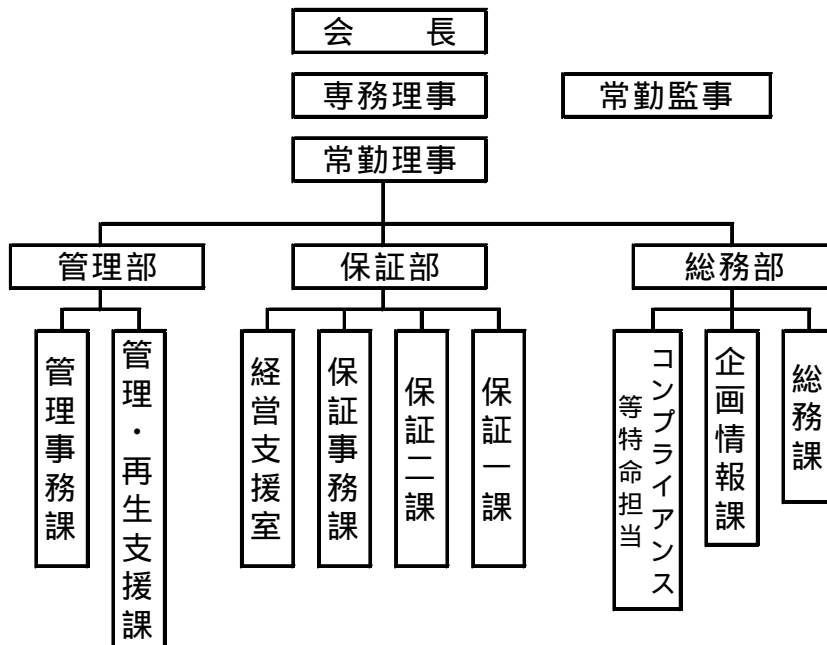 会　　長
専務理事
常勤監事
常勤理事
管理部
保証部
総務部
管理事務課
管理・再生支援課
経営支援室
保証事務課
保証二課
保証一課
コンプライアンス
等特命担当
企画情報課
総務課